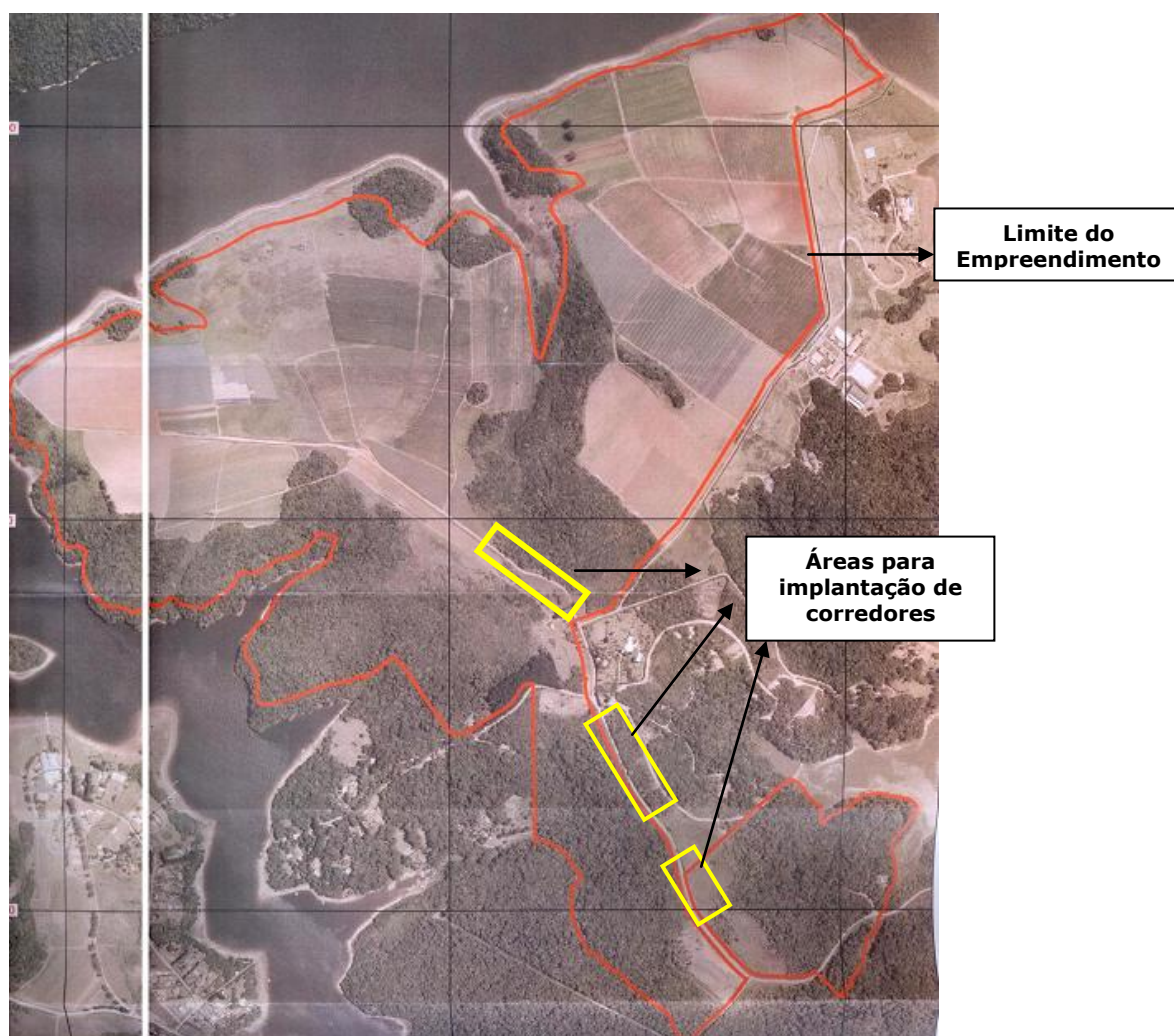 Limite do
Empreendimento
Áreas para
implantação de
corredores